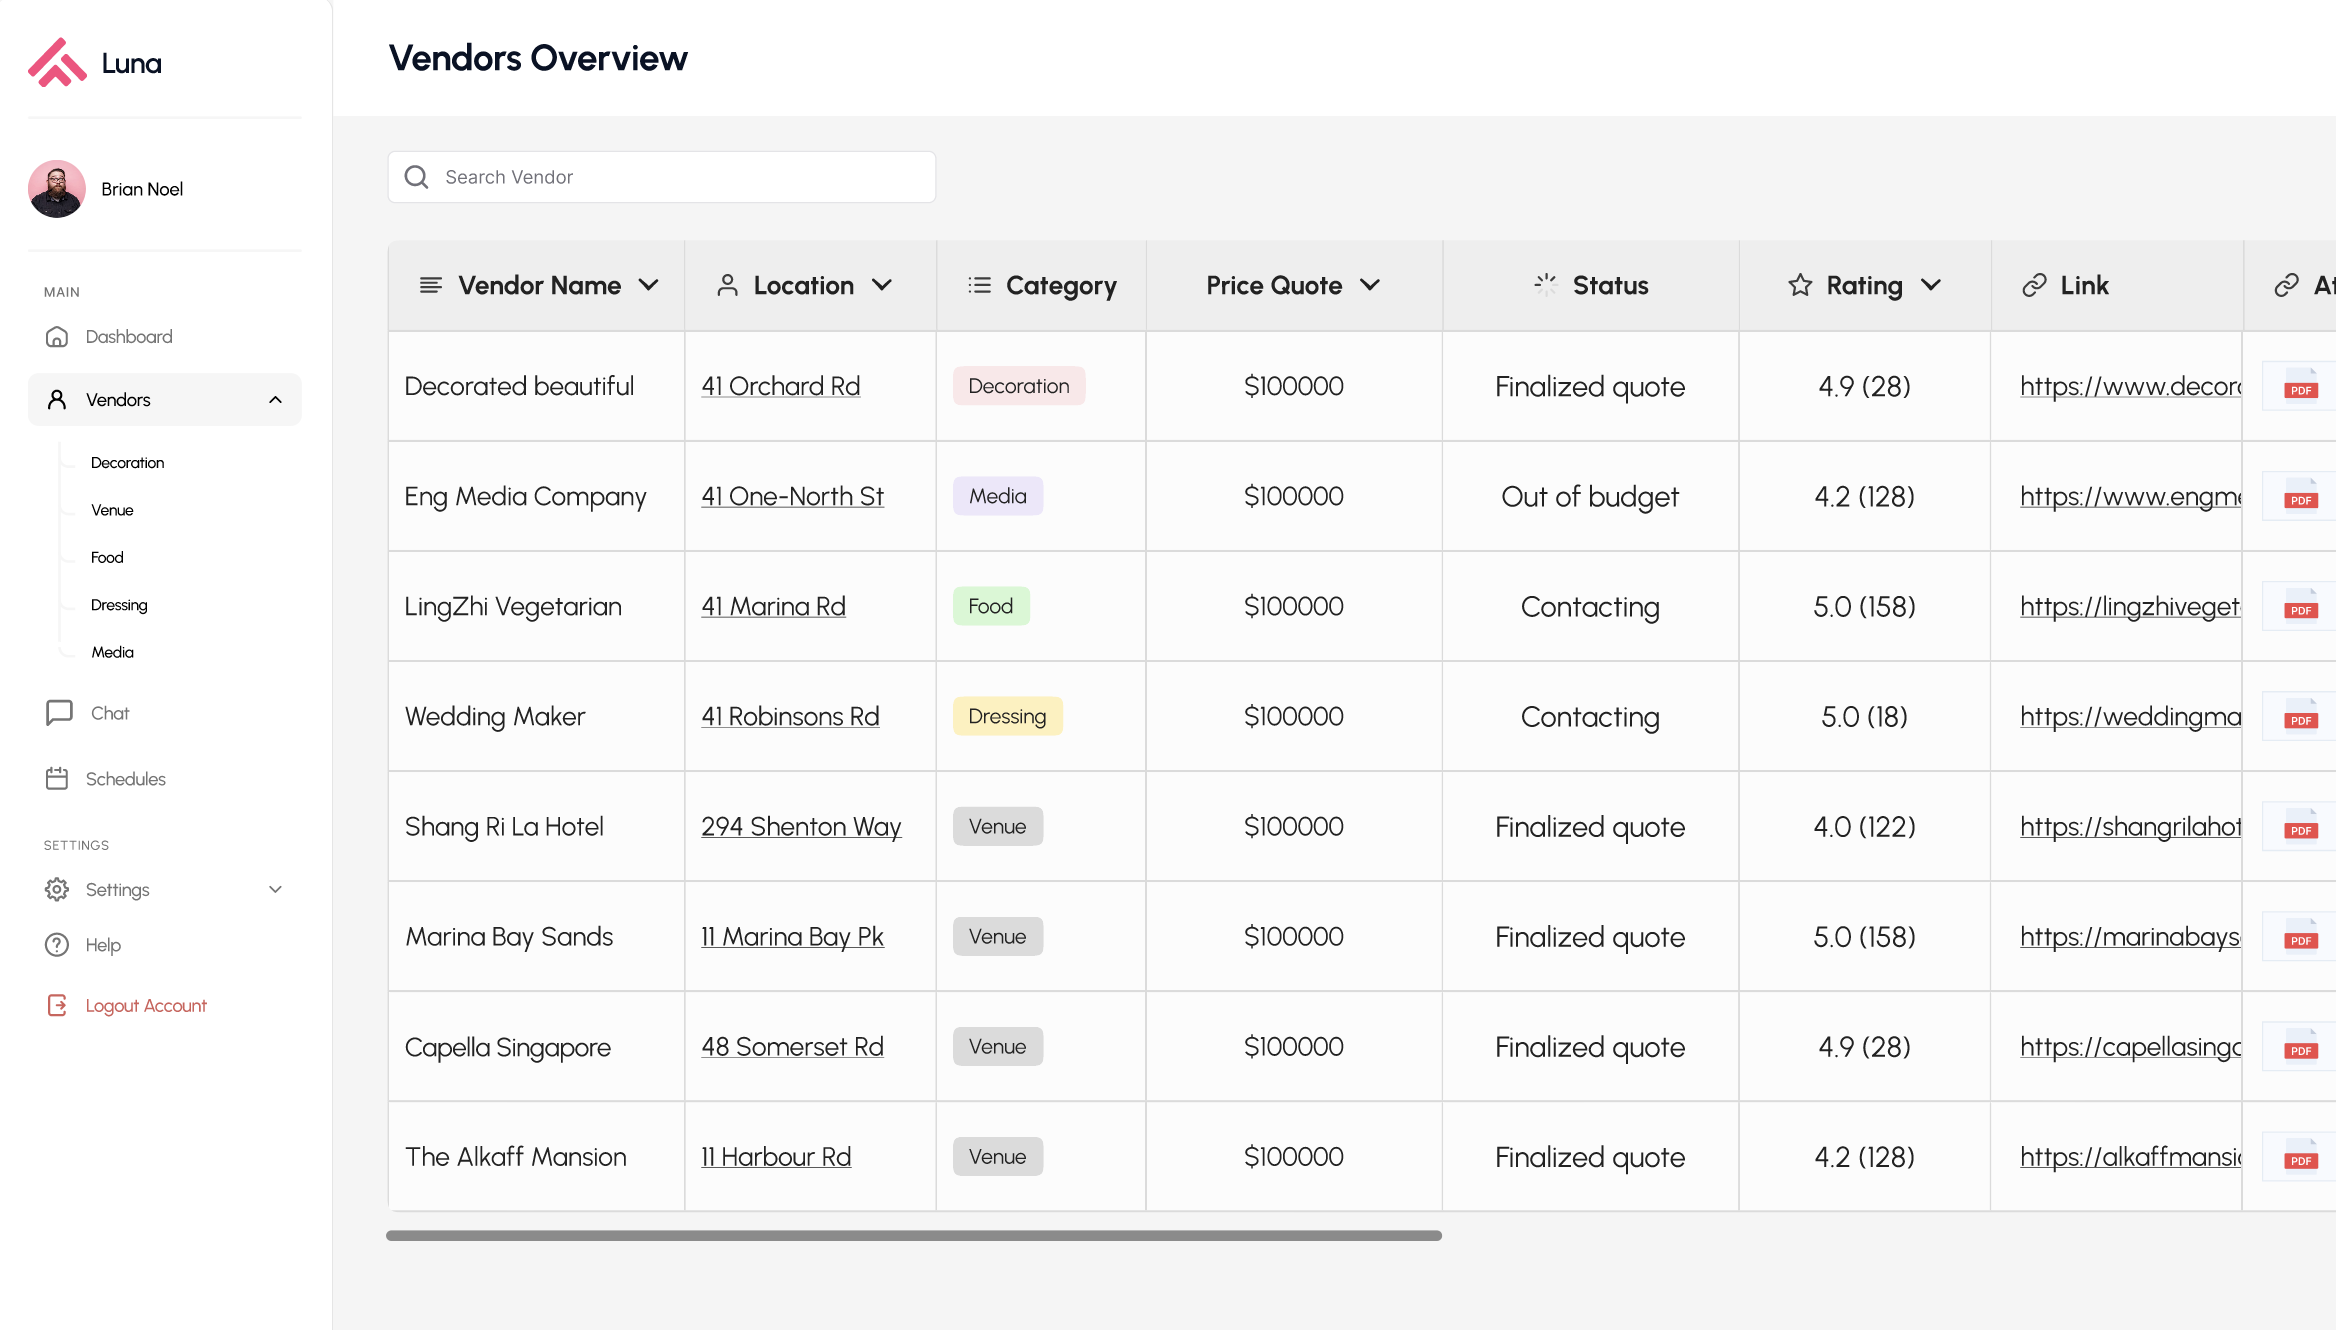 Luna
Vendors Overview
Brian Noel
Search Vendor
MAIN
Dashboard
Vendors
Decoration
Venue
Food
Dressing
Media
Chat
Schedules
SETTINGS
Settings
Help
Logout Account
Vendor Name Location Category Price Quote Status Rating Link At
Decorated beautiful 41 Orchard Rd Decoration $100000 Finalized quote 4.9 (28) https://www.decora PDF
Eng Media Company 41 One-North St Media $100000 Out of budget 4.2 (128) https://www.engme PDF
LingZhi Vegetarian 41 Marina Rd Food $100000 Contacting 5.0 (158) https://lingzhiveget PDF
Wedding Maker 41 Robinsons Rd Dressing $100000 Contacting 5.0 (18) https://weddingma PDF
Shang Ri La Hotel 294 Shenton Way Venue $100000 Finalized quote 4.0 (122) https://shangrilahot PDF
Marina Bay Sands 11 Marina Bay Pk Venue $100000 Finalized quote 5.0 (158) https://marinabays PDF
Capella Singapore 48 Somerset Rd Venue $100000 Finalized quote 4.9 (28) https://capellasinga PDF
The Alkaff Mansion 11 Harbour Rd Venue $100000 Finalized quote 4.2 (128) https://alkaffmansi PDF